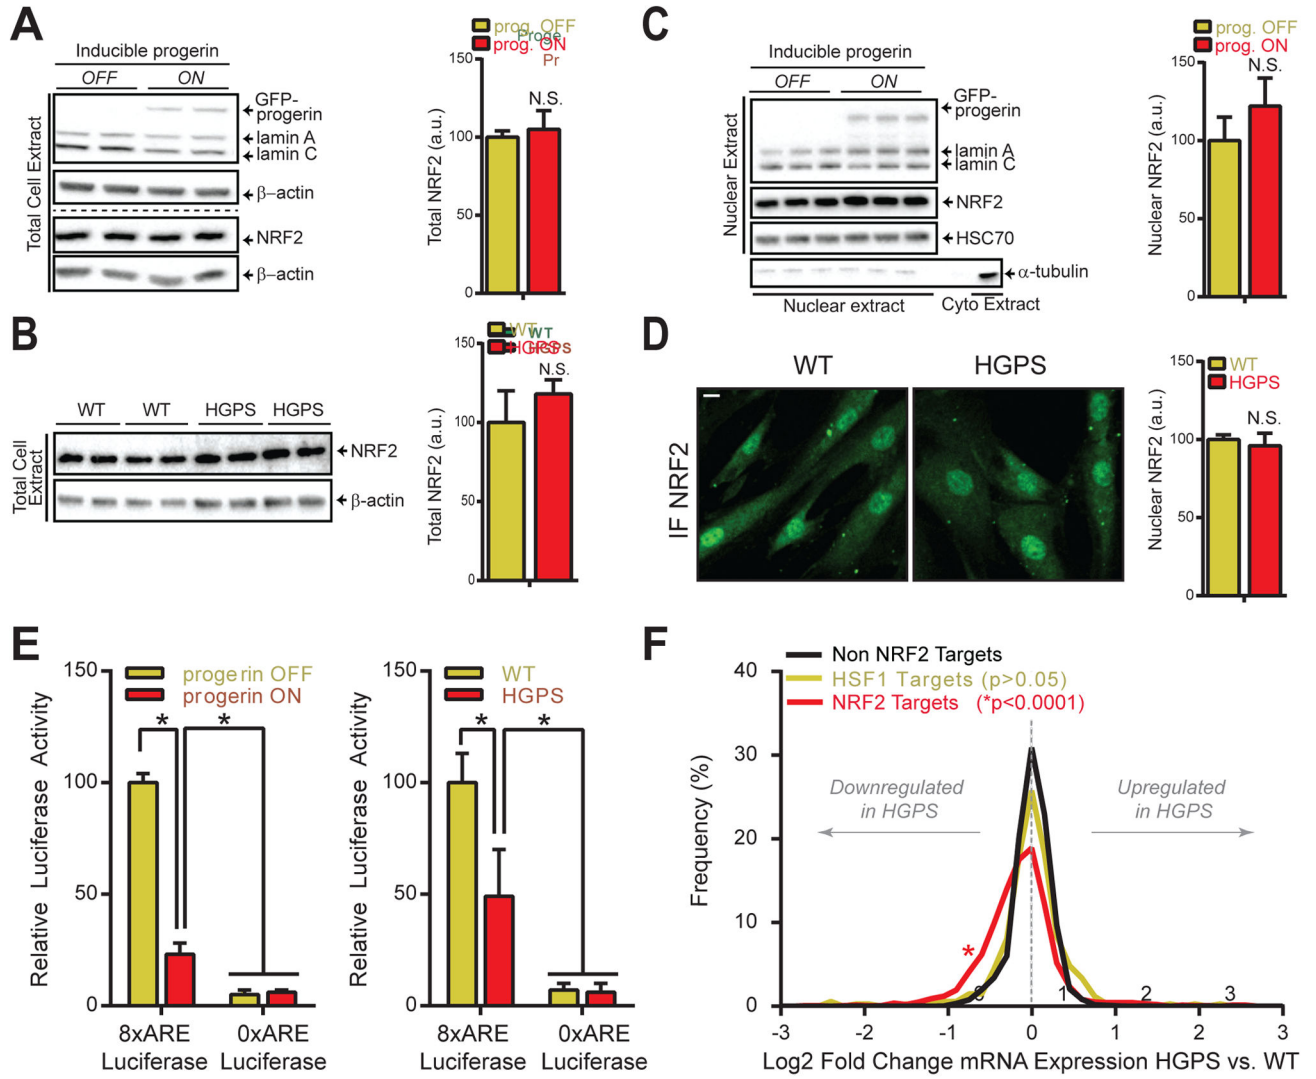 A
Inducible progerin
OFF ON
Total Cell Extract
GFP-
progerin
lamin A
lamin C
β–actin
NRF2
β–actin
prog. OFF
Proge
prog. ON
Pr
Total NRF2 (a.u.)
150
N.S.
100
50
0
C
Inducible progerin
OFF ON
Nuclear Extract
GFP-
progerin
lamin A
lamin C
NRF2
HSC70
α-tubulin
Nuclear extract Cyto Extract
prog. OFF
prog. ON
N.S.
Nuclear NRF2 (a.u.)
150
100
50
0
B
WT WT HGPS HGPS
Total Cell
Extract
NRF2
β-actin
WT WT
HGPS HGPS
N.S.
Total NRF2 (a.u.)
150
100
50
0
D
WT HGPS
IF NRF2
WT
HGPS
N.S.
Nuclear NRF2 (a.u.)
150
100
50
0
E
progerin OFF
progerin ON
Relative Luciferase Activity
150
100
50
0
* *
8xARE 0xARE
Luciferase Luciferase
WT
HGPS
Relative Luciferase Activity
150
100
50
0
* *
8xARE 0xARE
Luciferase Luciferase
F
Non NRF2 Targets
HSF1 Targets (p>0.05)
NRF2 Targets (*p<0.0001)
Frequency (%)
40
30
20
10
0
Downregulated
in HGPS
Upregulated
in HGPS
*
0 1 2 3
-3 -2 -1 0 1 2 3
Log2 Fold Change mRNA Expression HGPS vs. WT